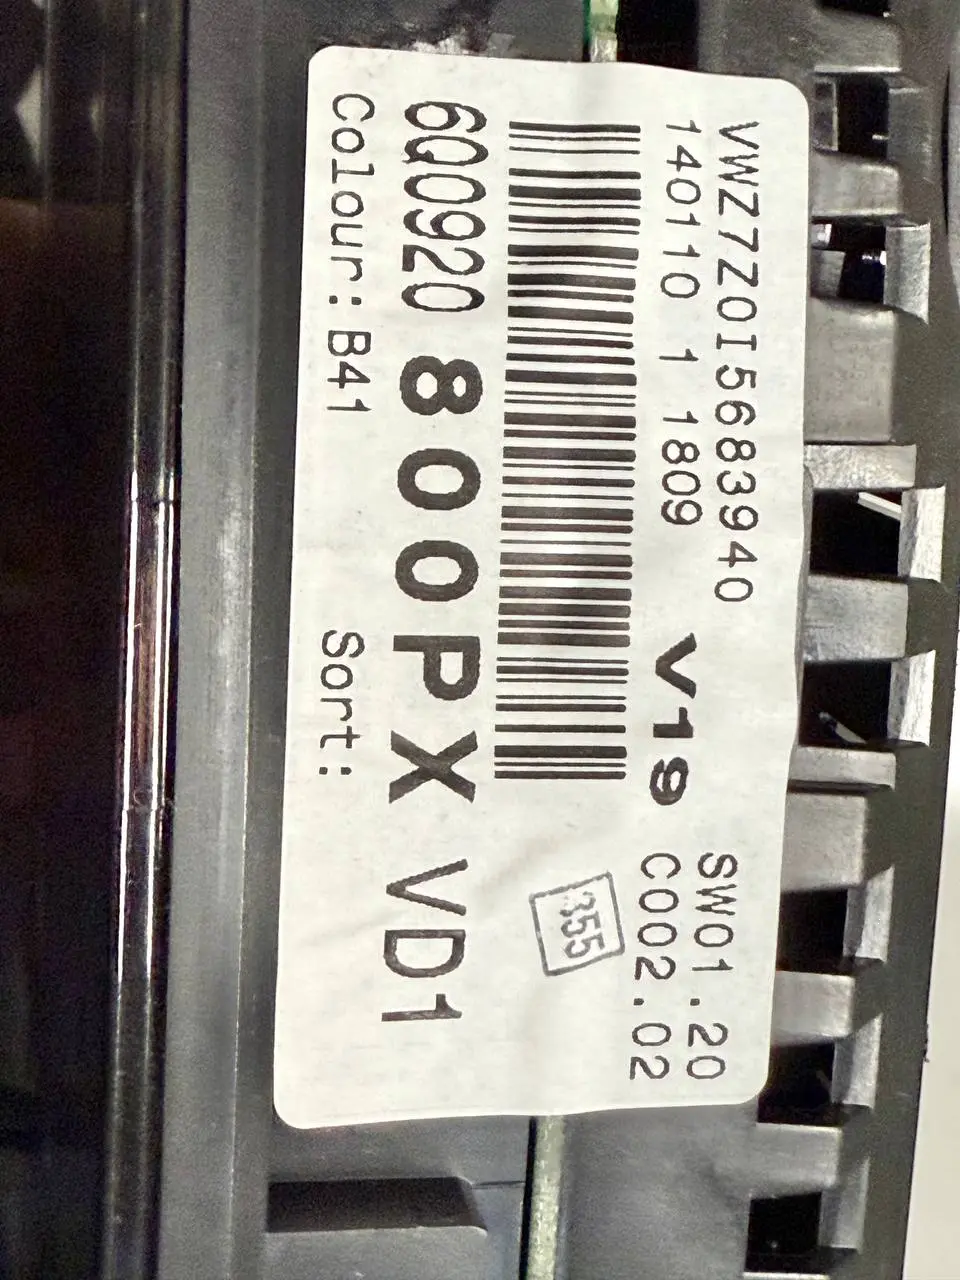 VWZ7Z0I5683940
SW01.20
140110 1 1809
V19
C002.02
355
6Q0920 800PX VD1
Colour: B41
Sort: